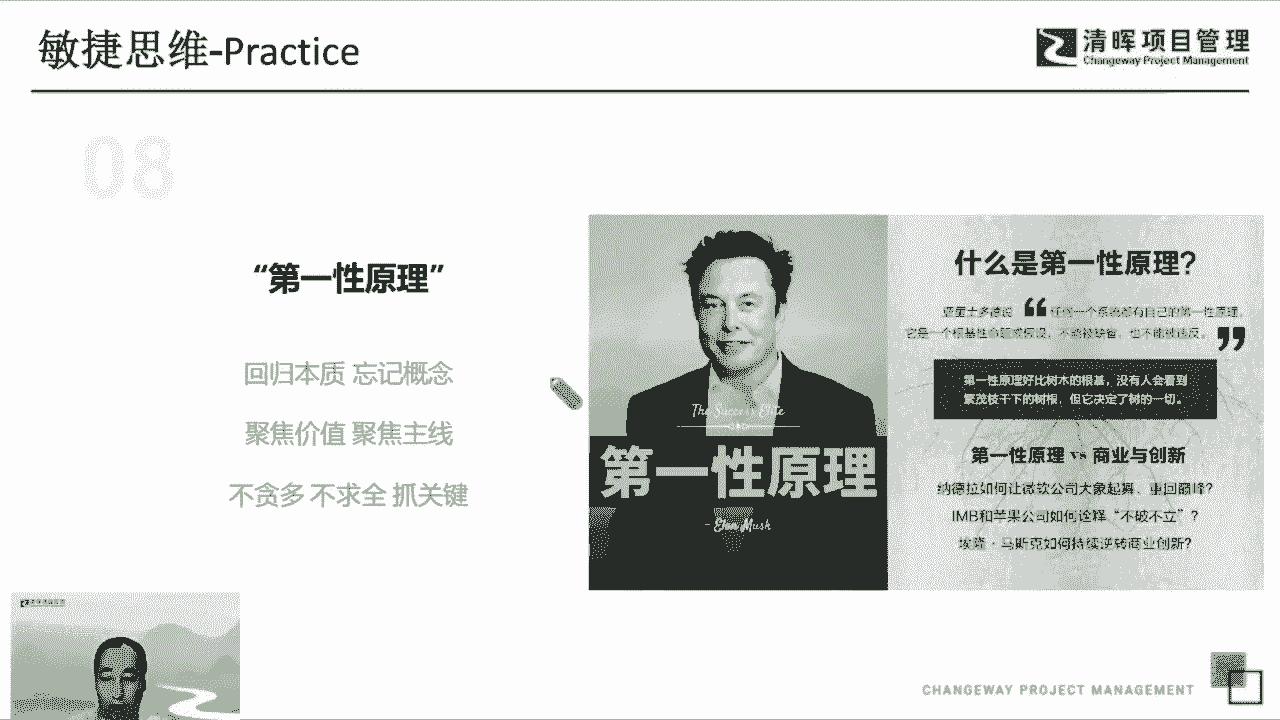 敏捷思维-Practice
清晖项目管理
Changeway Project Management
08
“第一性原理”
回归本质 忘记概念
聚焦价值 聚焦主线
不贪多 不求全 抓关键
The Success Elite
第一性原理
- Elon Mush
什么是第一性原理?
“任何一个系统都有自己的第一性原理,
它是一个根基性命题或假设,不能被缺省,也不能被违反。”
第一性原理好比树木的根基,没有人会看到
繁茂枝干下的树根,但它决定了树的一切。
第一性原理 vs 商业与创新
纳德拉如何让微软公司大象起舞、重回巅峰?
IMB和苹果公司如何诠释“不破不立”?
埃隆·马斯克如何持续逆转商业创新?
CHANGEWAY PROJECT MANAGEMENT